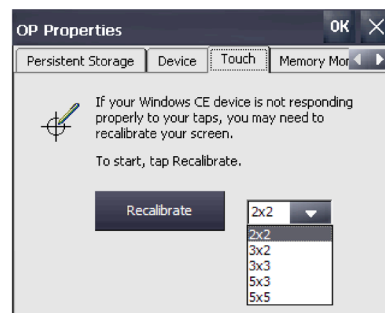 OP Properties OK
Persistent Storage Device Touch Memory Mor
If your Windows CE device is not responding
properly to your taps, you may need to
recalibrate your screen.
To start, tap Recalibrate.
Recalibrate 2x2
2x2
3x2
3x3
5x3
5x5